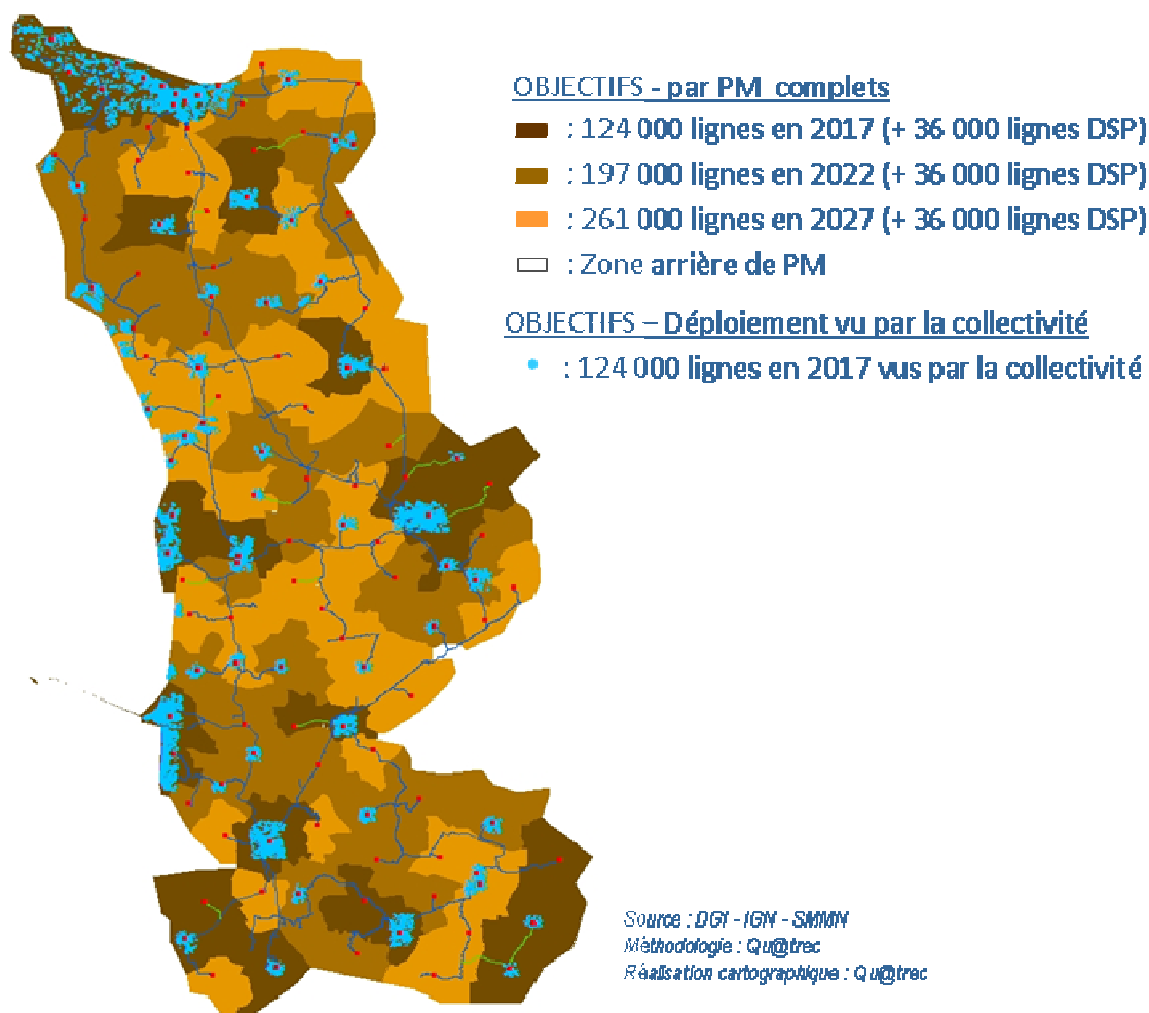 OBJECTIFS - par PM complets
: 124 000 lignes en 2017 (+ 36 000 lignes DSP)
: 197 000 lignes en 2022 (+ 36 000 lignes DSP)
: 261 000 lignes en 2027 (+ 36 000 lignes DSP)
: Zone arrière de PM
OBJECTIFS – Déploiement vu par la collectivité
: 124 000 lignes en 2017 vus par la collectivité
Source : DGI - IGN - SMMN
Méthodologie : Qu@trec
Réalisation cartographique : Qu@trec